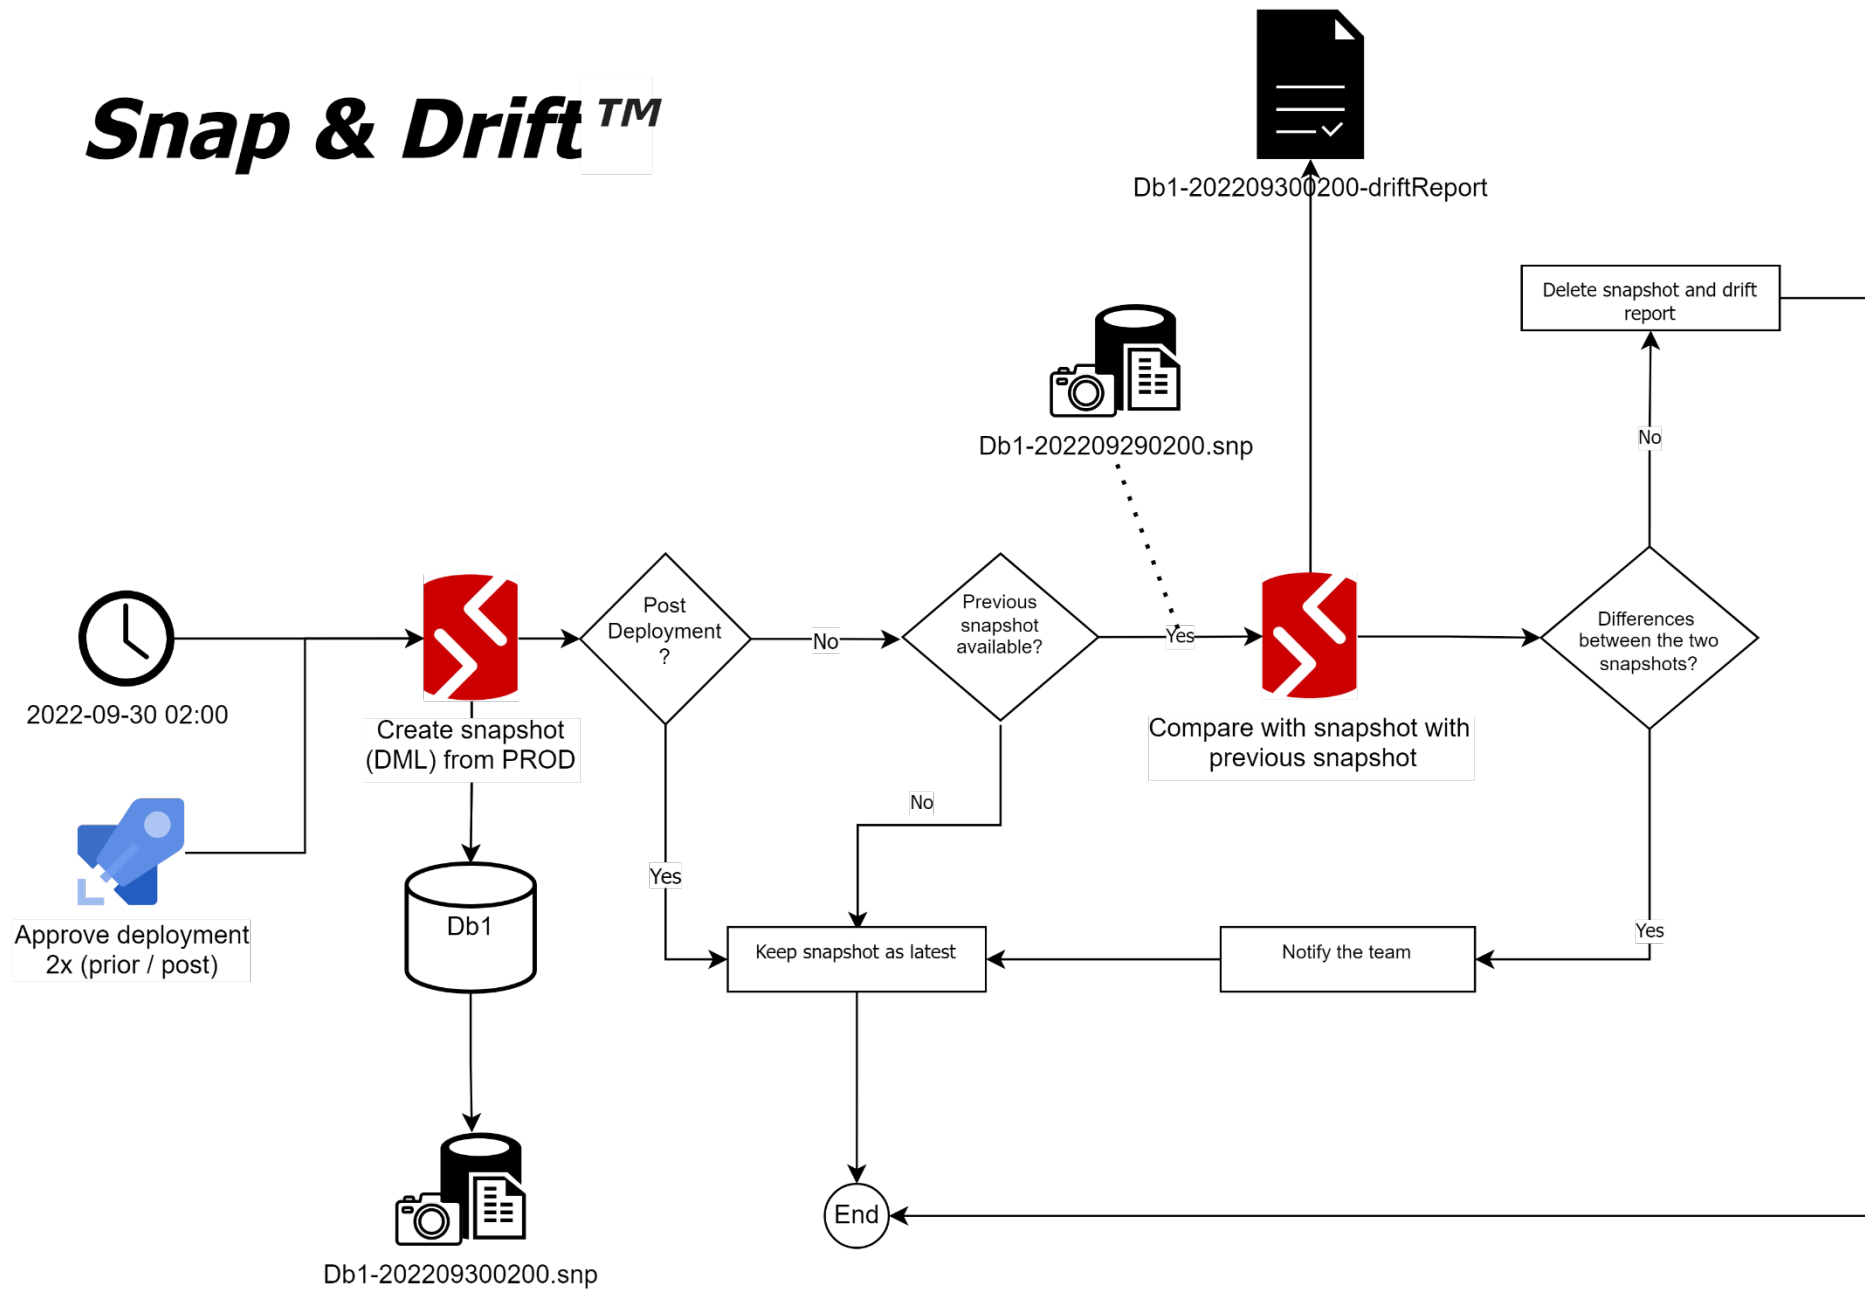 Snap & Drift™
Db1-202209300200-driftReport
Delete snapshot and drift
report
Db1-202209290200.snp
No
2022-09-30 02:00
Create snapshot
(DML) from PROD
Post
Deployment
?
No
Previous
snapshot
available?
Yes
Compare with snapshot with
previous snapshot
Differences
between the two
snapshots?
No
Yes
Yes
Approve deployment
2x (prior / post)
Db1
Keep snapshot as latest
Notify the team
End
Db1-202209300200.snp